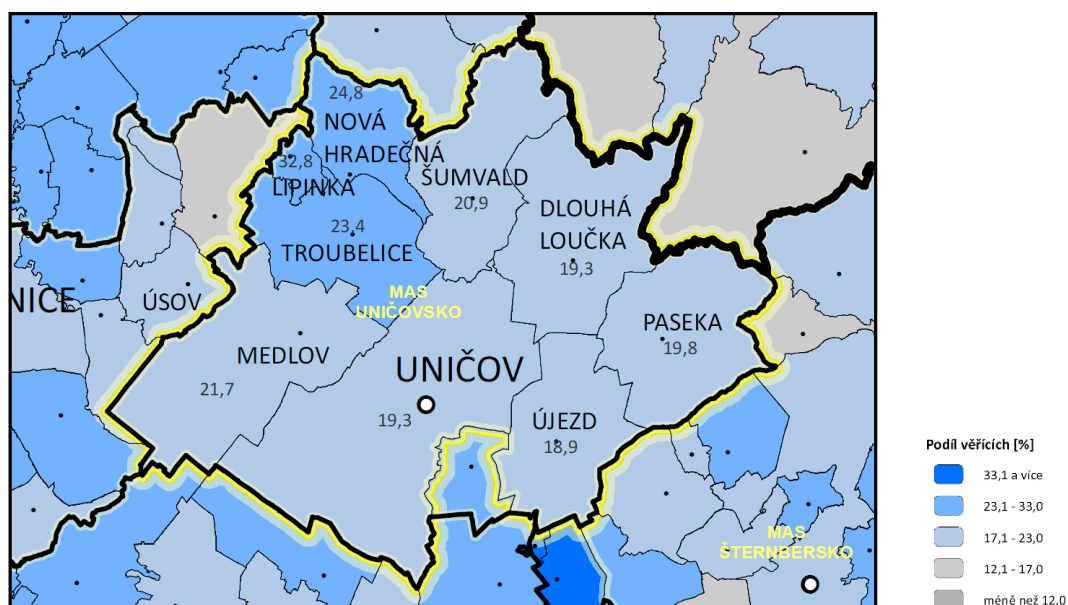 24,8
NOVÁ
HRADEČNÁ
32,8
LIPINKA
ŠUMVALD
20,9
23,4
TROUBELICE
DLOUHÁ
LOUČKA
19,3
MAS
UNIČOVSKO
NICE
ÚSOV
PASEKA
19,8
MEDLOV
21,7
UNIČOV
19,3
ÚJEZD
18,9
MAS
ŠTERNBERSKO
Podíl věřících [%]
33,1 a více
23,1 - 33,0
17,1 - 23,0
12,1 - 17,0
méně než 12,0